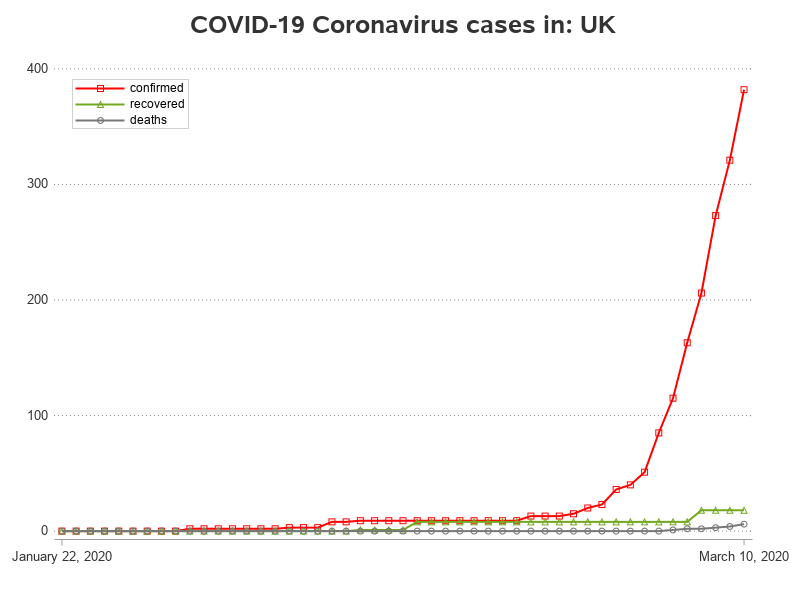 COVID-19 Coronavirus cases in: UK
400
confirmed
recovered
deaths
300
200
100
0
January 22, 2020
March 10, 2020